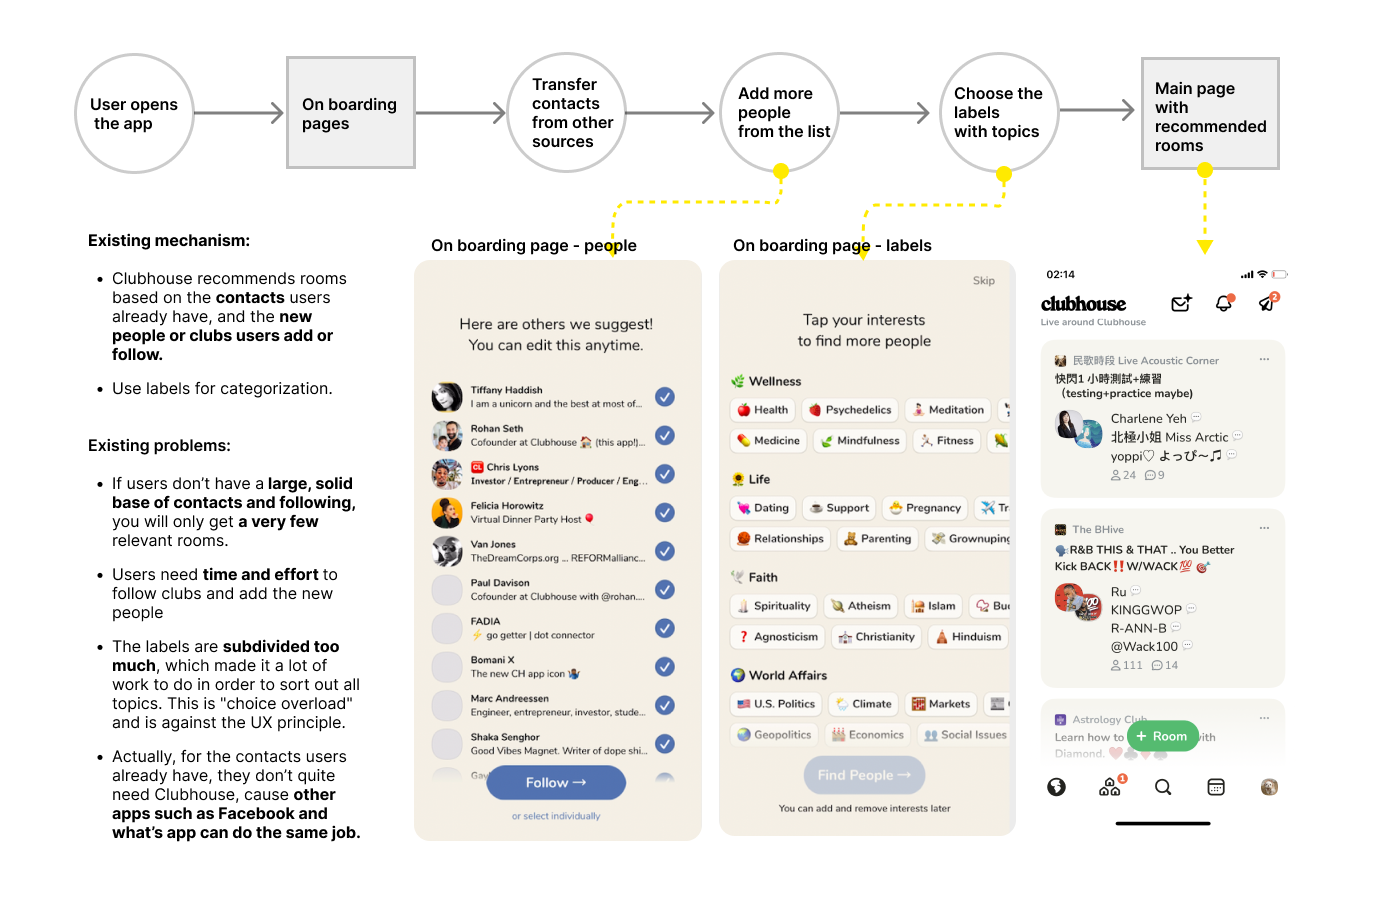 User opens
the app
On boarding
pages
Transfer
contacts
from other
sources
Add more
people
from the list
Choose the
labels
with topics
Main page
with
recommended
rooms
Existing mechanism:
• Clubhouse recommends rooms
based on the contacts users
already have, and the new
people or clubs users add or
follow.
• Use labels for categorization.
Existing problems:
• If users don’t have a large, solid
base of contacts and following,
you will only get a very few
relevant rooms.
• Users need time and effort to
follow clubs and add the new
people
• The labels are subdivided too
much, which made it a lot of
work to do in order to sort out all
topics. This is "choice overload"
and is against the UX principle.
• Actually, for the contacts users
already have, they don’t quite
need Clubhouse, cause other
apps such as Facebook and
what’s app can do the same job.
On boarding page - people
Here are others we suggest!
You can edit this anytime.
Tiffany Haddish
I am a unicorn and the best at most of...
Rohan Seth
Cofounder at Clubhouse 🏠 (this app!)...
CL Chris Lyons
Investor / Entrepreneur / Producer / Eng...
Felicia Horowitz
Virtual Dinner Party Host 🎈
Van Jones
TheDreamCorps.org ... REFORMallianc...
Paul Davison
Cofounder at Clubhouse with @rohan....
FADIA
⚡ go getter | dot connector
Bomani X
The new CH app icon
Marc Andreessen
Engineer, entrepreneur, investor, stude...
Shaka Senghor
Good Vibes Magnet. Writer of dope shi...
Follow →
or select individually
On boarding page - labels
Skip
Tap your interests
to find more people
🌿 Wellness
🍎 Health 🍓 Psychedelics Meditation
💊 Medicine Mindfulness Fitness 🌽
🌻 Life
💘 Dating ☕ Support 🐣 Pregnancy ✈️ Tr
🏀 Relationships 🧸 Parenting 💸 Grownuping
🕊 Faith
Spirituality Atheism 🕌 Islam 📿 Bu
❓ Agnosticism ⛪ Christianity 🛕 Hinduism
🌍 World Affairs
🇺🇸 U.S. Politics Climate Markets
Geopolitics Economics 👥 Social Issues
Find People →
You can add and remove interests later
02:14
clubhouse
2
Live around Clubhouse
民歌時段 Live Acoustic Corner
快閃1 小時測試+練習
（testing+practice maybe)
Charlene Yeh 💬
北極小姐 Miss Arctic 💬
yoppi♡ よっぴ〜♫ 💬
24 9
The BHive
🗣R&B THIS & THAT .. You Better
Kick BACK‼️W/WACK💯 🎯
Ru 💬
KINGGWOP 💬
R-ANN-B 💬
@Wack100 💬
111 14
Astrology Club
Learn how to with
Diamond. ♥️♣️♥️♣️
+ Room
1